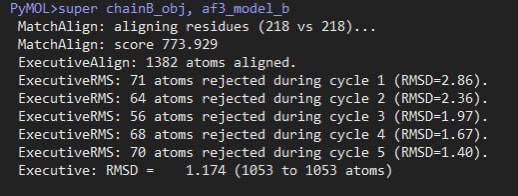 PyMOL>super chainB_obj, af3_model_b
MatchAlign: aligning residues (218 vs 218)...
MatchAlign: score 773.929
ExecutiveAlign: 1382 atoms aligned.
ExecutiveRMS: 71 atoms rejected during cycle 1 (RMSD=2.86).
ExecutiveRMS: 64 atoms rejected during cycle 2 (RMSD=2.36).
ExecutiveRMS: 56 atoms rejected during cycle 3 (RMSD=1.97).
ExecutiveRMS: 68 atoms rejected during cycle 4 (RMSD=1.67).
ExecutiveRMS: 70 atoms rejected during cycle 5 (RMSD=1.40).
Executive: RMSD =    1.174 (1053 to 1053 atoms)